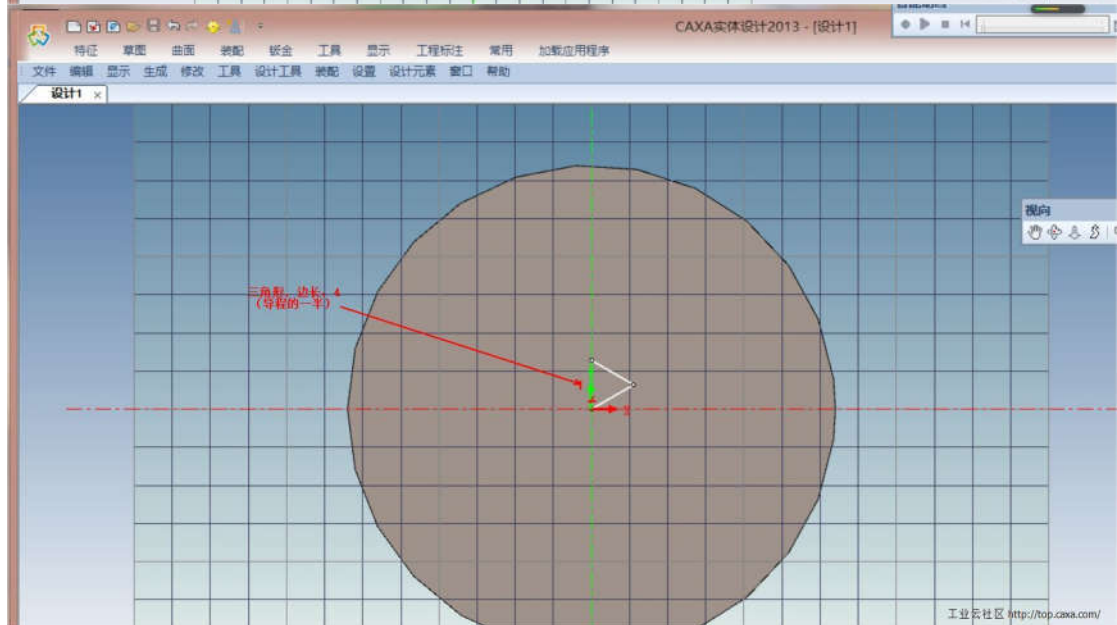 CAXA实体设计2013 - [设计1]
特征 草图 曲面 装配 钣金 工具 显示 工程标注 常用 加载应用程序
文件 编辑 显示 生成 修改 工具 设计工具 装配 设置 设计元素 窗口 帮助
设计1 ×
视向
三角形，边长，4
（导程的一半）
工业云社区 http://top.caxa.com/